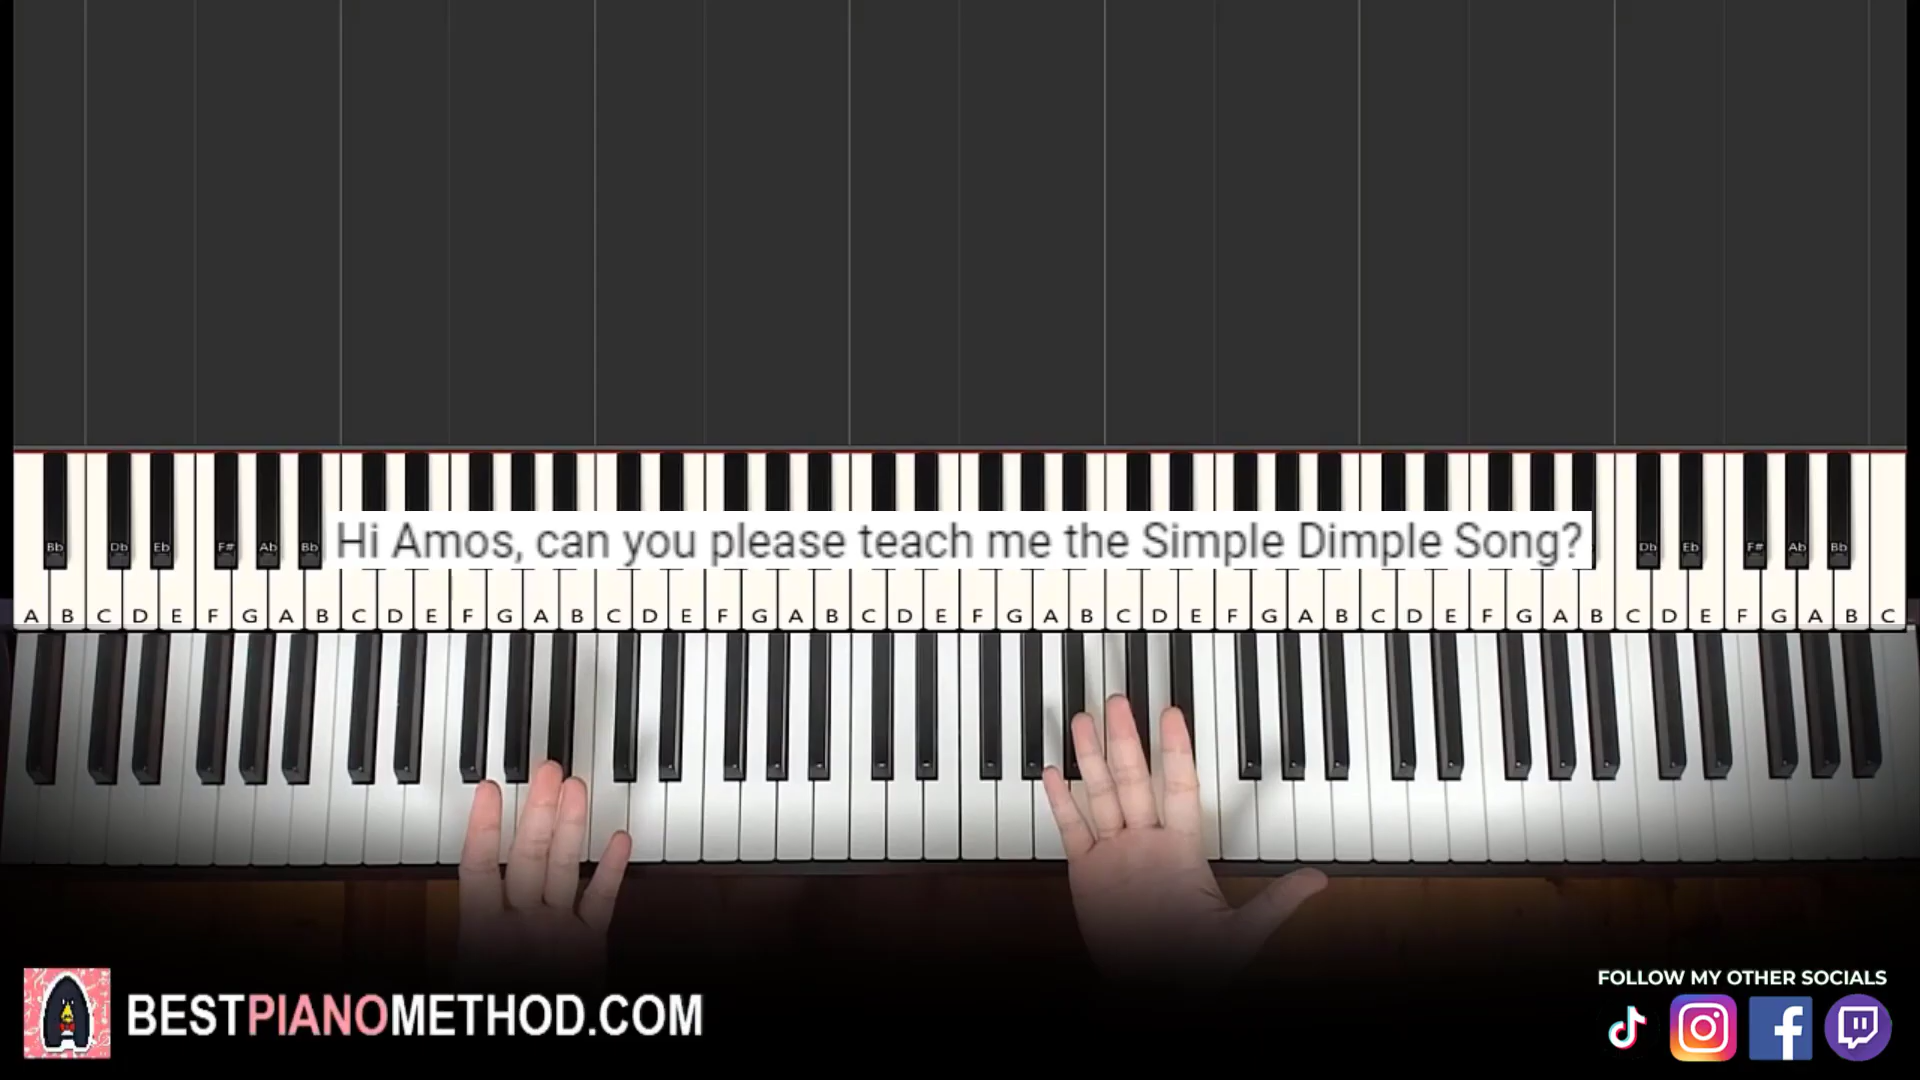 Hi Amos, can you please teach me the Simple Dimple Song?
Bb Db Eb F# Ab Bb Db Eb F# Ab Bb
A B C D E F G A B C D E F G A B C D E F G A B C D E F G A B C D E F G A B C D E F G A B C D E F G A B C
FOLLOW MY OTHER SOCIALS
BESTPIANOMETHOD.COM